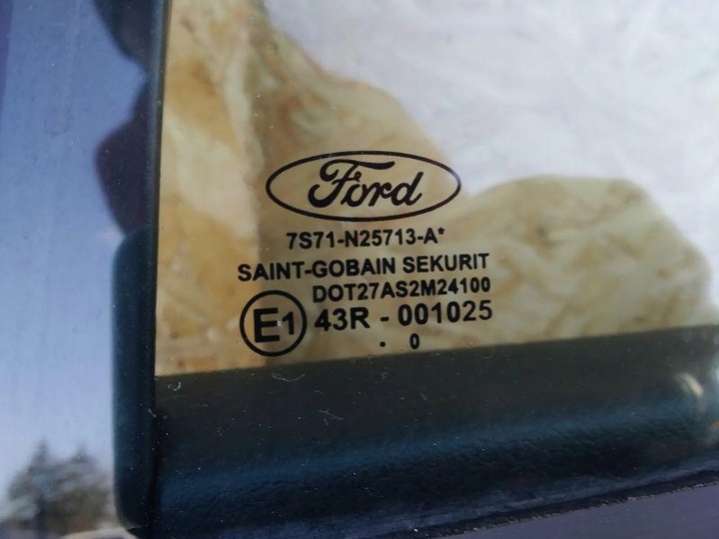 Ford
7S71-N25713-A*
SAINT-GOBAIN SEKURIT
DOT27AS2M24100
E1 43R - 001025
. 0